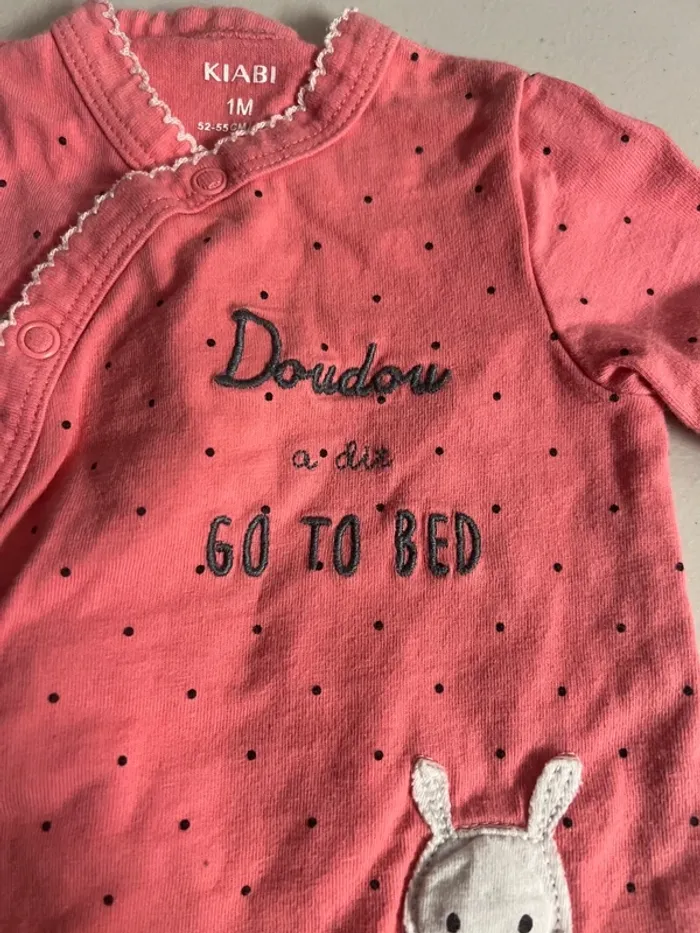 KIABI
1M
52-55CM
Doudou
a dit
GO TO BED